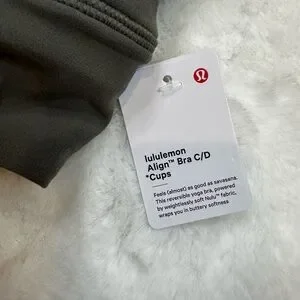 lululemon
Align™ Bra C/D
*Cups
Feels (almost) as good as savasana.
This reversible yoga bra, powered
by weightlessly soft Nulu™ fabric,
wraps you in buttery softness